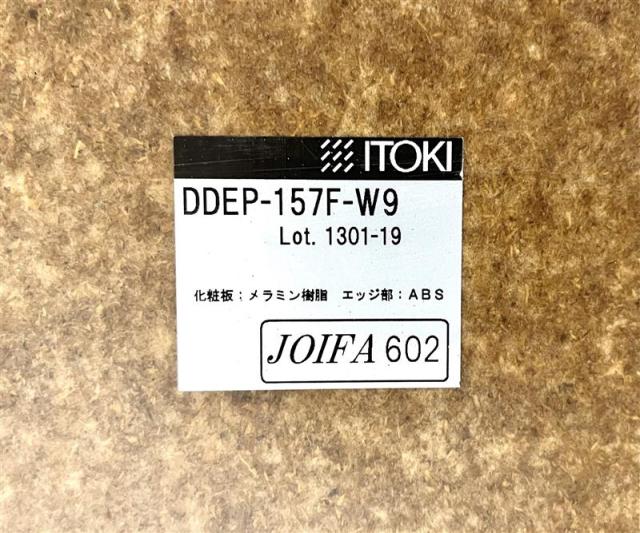 ITOKI
DDEP-157F-W9
Lot. 1301-19
化粧板：メラミン樹脂　エッジ部：ABS
JOIFA 602